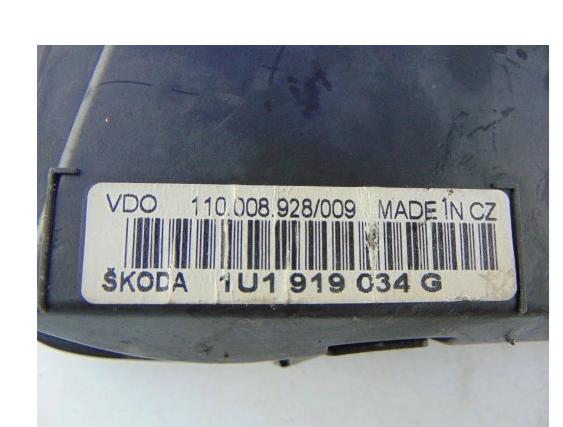 VDO 110.008.928/009 MADE IN CZ
ŠKODA 1U1 919 034 G